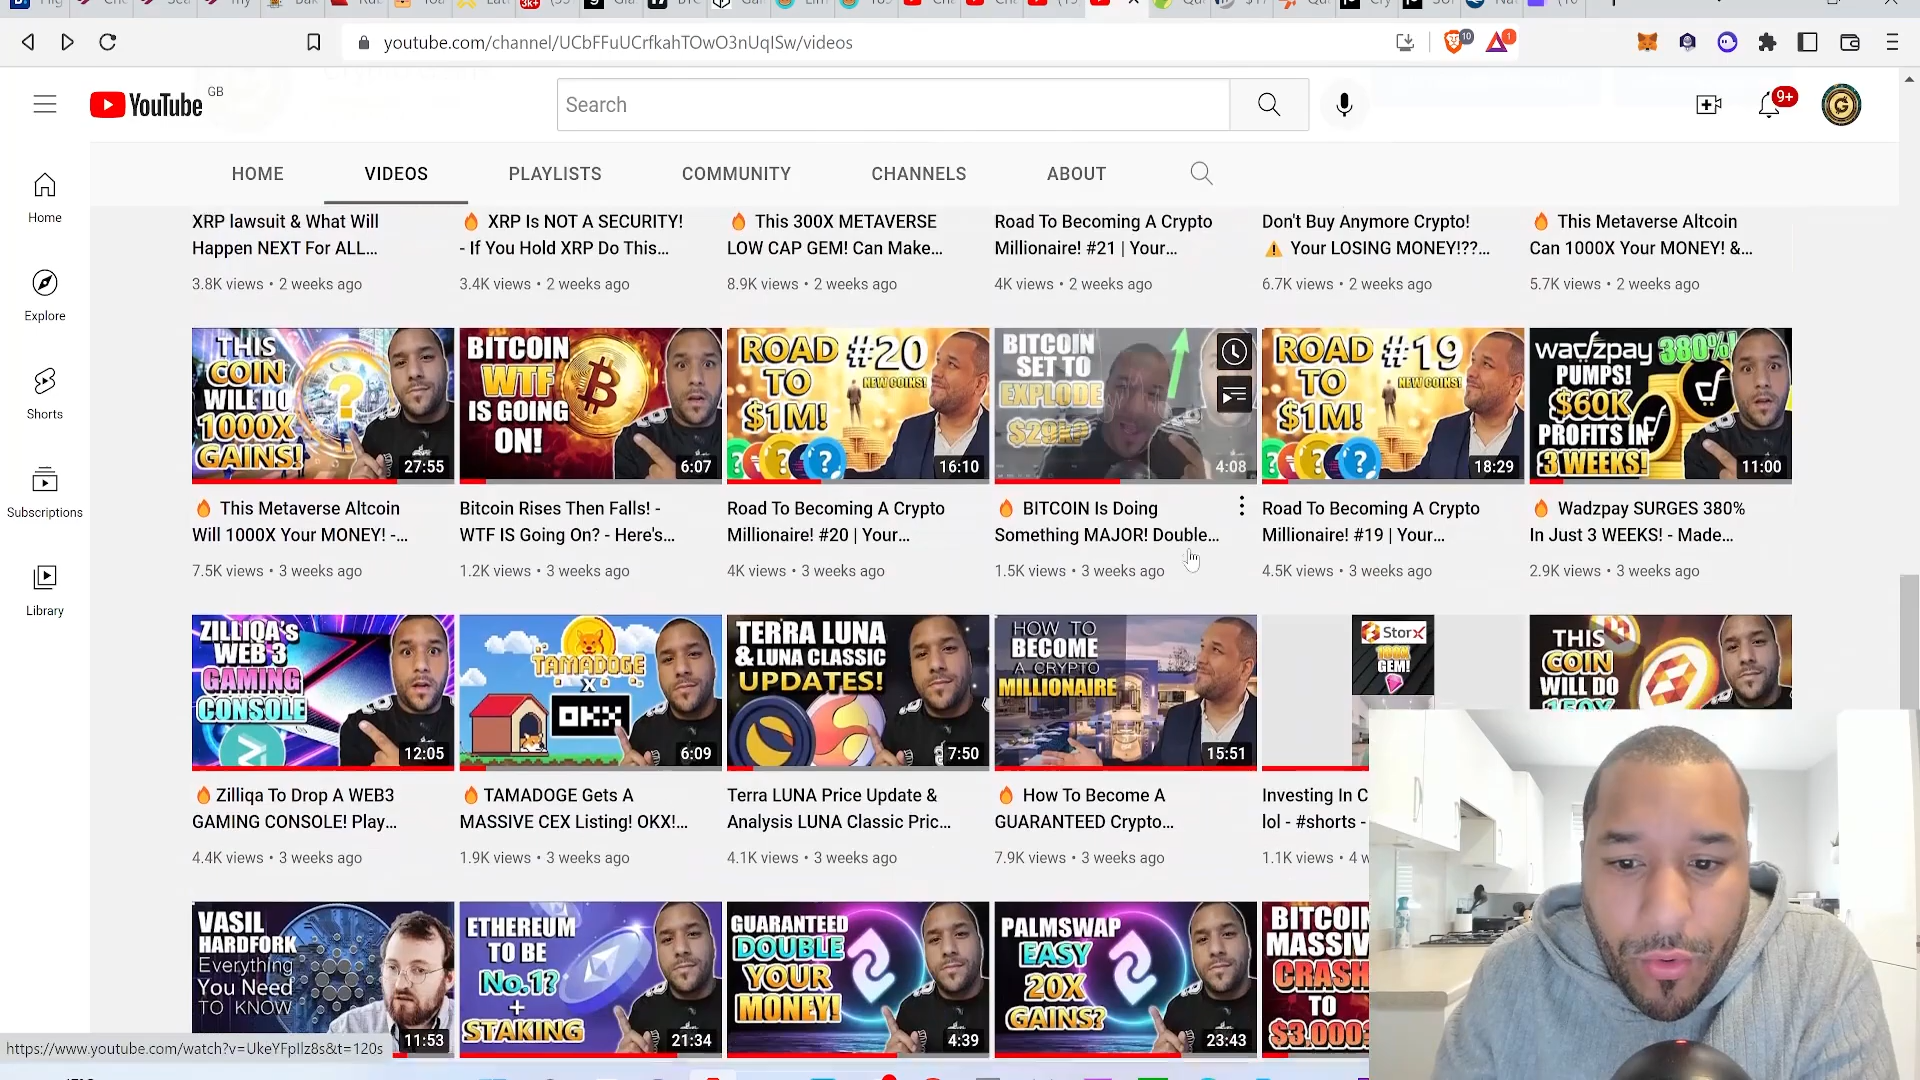 youtube.com/channel/UCbFFuUCrfkahTOwO3nUqISw/videos
10
1
YouTube
GB
Search
9+
HOME
VIDEOS
PLAYLISTS
COMMUNITY
CHANNELS
ABOUT
Home
Explore
Shorts
Subscriptions
Library
XRP lawsuit & What Will
Happen NEXT For ALL...
3.8K views • 2 weeks ago
🔥 XRP Is NOT A SECURITY!
- If You Hold XRP Do This...
3.4K views • 2 weeks ago
🔥 This 300X METAVERSE
LOW CAP GEM! Can Make...
8.9K views • 2 weeks ago
Road To Becoming A Crypto
Millionaire! #21 | Your...
4K views • 2 weeks ago
Don't Buy Anymore Crypto!
⚠️ Your LOSING MONEY!??...
6.7K views • 2 weeks ago
🔥 This Metaverse Altcoin
Can 1000X Your MONEY! &...
5.7K views • 2 weeks ago
THIS
COIN
WILL DO
1000X
GAINS!
27:55
🔥 This Metaverse Altcoin
Will 1000X Your MONEY! -...
7.5K views • 3 weeks ago
BITCOIN
WTF
IS GOING
ON!
6:07
Bitcoin Rises Then Falls! -
WTF IS Going On? - Here's...
1.2K views • 3 weeks ago
ROAD #20
TO NEW COINS!
$1M!
16:10
Road To Becoming A Crypto
Millionaire! #20 | Your...
4K views • 3 weeks ago
BITCOIN
SET TO
EXPLODE
$29k?
4:08
🔥 BITCOIN Is Doing
Something MAJOR! Double...
1.5K views • 3 weeks ago
ROAD #19
TO NEW COINS!
$1M!
18:29
Road To Becoming A Crypto
Millionaire! #19 | Your...
4.5K views • 3 weeks ago
wadzpay 380%!
PUMPS!
$60K
PROFITS IN
3 WEEKS!
11:00
🔥 Wadzpay SURGES 380%
In Just 3 WEEKS! - Made...
2.9K views • 3 weeks ago
ZILLIQA'S
WEB 3
GAMING
CONSOLE
12:05
🔥 Zilliqa To Drop A WEB3
GAMING CONSOLE! Play...
4.4K views • 3 weeks ago
TAMADOGE
X
OKX
6:09
🔥 TAMADOGE Gets A
MASSIVE CEX Listing! OKX!...
1.9K views • 3 weeks ago
TERRA LUNA
& LUNA CLASSIC
UPDATES!
7:50
Terra LUNA Price Update &
Analysis LUNA Classic Pric...
4.1K views • 3 weeks ago
HOW TO
BECOME
A CRYPTO
MILLIONAIRE
15:51
🔥 How To Become A
GUARANTEED Crypto...
7.9K views • 3 weeks ago
StorX
100X
GEM!
Investing In C
lol - #shorts -
1.1K views • 4 w
THIS
COIN
WILL DO
150X
VASIL
HARDFORK
Everything
You Need
TO KNOW
11:53
ETHEREUM
TO BE
No.1?
+
STAKING
21:34
GUARANTEED
DOUBLE
YOUR
MONEY!
4:39
PALMSWAP
EASY
20X
GAINS?
23:43
BITCOIN
MASSIV
CRASH
TO
$3,000?
https://www.youtube.com/watch?v=UkeYFpIlz8s&t=120s